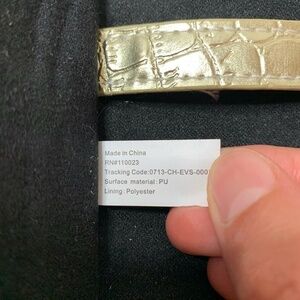 Made in China
RN#110023
Tracking Code:0713-CH-EVS-000
Surface material: PU
Lining: Polyester